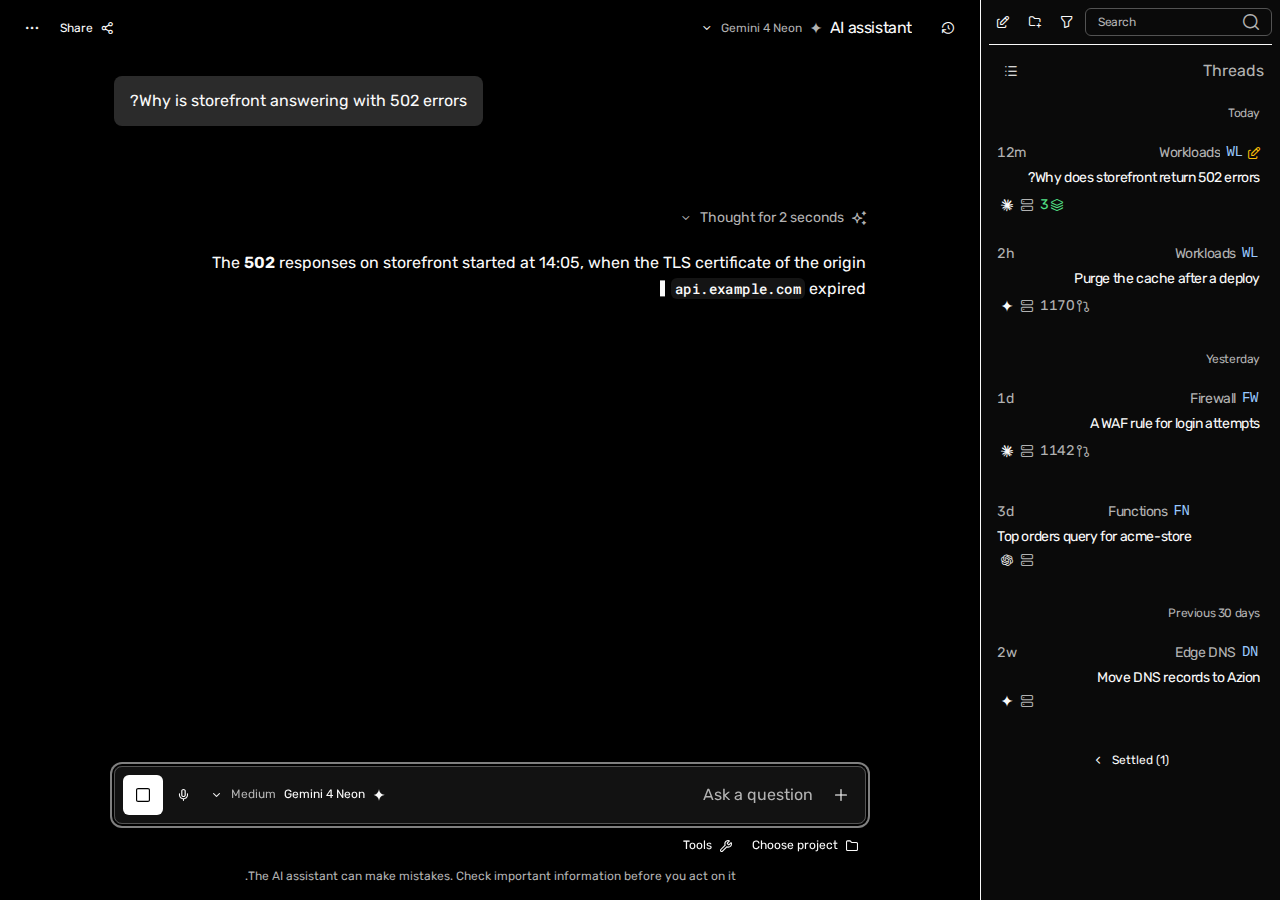 Share
Gemini 4 Neon
AI assistant
?Why is storefront answering with 502 errors
Thought for 2 seconds
The 502 responses on storefront started at 14:05, when the TLS certificate of the origin
api.example.com expired
Medium
Gemini 4 Neon
Ask a question
Tools
Choose project
.The AI assistant can make mistakes. Check important information before you act on it
Search
Threads
Today
12m
Workloads WL
?Why does storefront return 502 errors
3
2h
Workloads WL
Purge the cache after a deploy
1170
Yesterday
1d
Firewall FW
A WAF rule for login attempts
1142
3d
Functions FN
Top orders query for acme-store
Previous 30 days
2w
Edge DNS DN
Move DNS records to Azion
Settled (1)